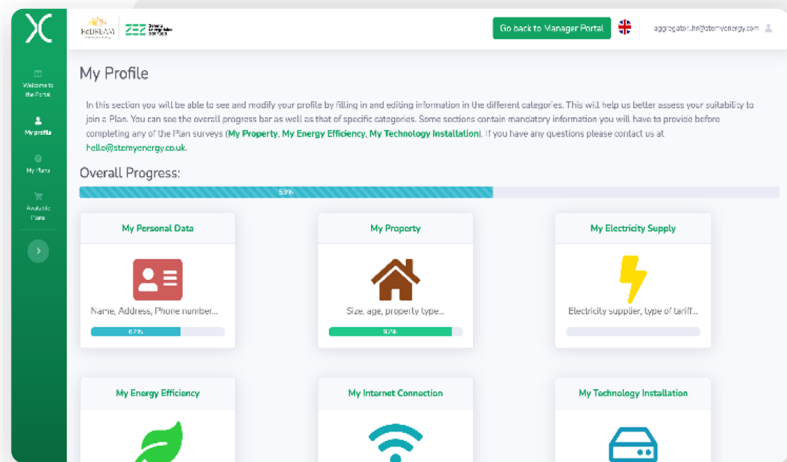 ReDREAM
ZEZ
Go back to Manager Portal
aggregator.hr@stemyenergy.com
Welcome to
the Portal
My profile
My Plans
Available
Plans
My Profile
In this section you will be able to see and modify your profile by filling in and editing information in the different categories. This will help us better assess your suitability to
join a Plan. You can see the overall progress bar as well as that of specific categories. Some sections contain mandatory information you will have to provide before
completing any of the Plan surveys (My Property, My Energy Efficiency, My Technology Installation). If you have any questions please contact us at
hello@stemyenergy.co.uk.
Overall Progress:
59%
My Personal Data
My Property
My Electricity Supply
Name, Address, Phone number...
Size, age, property type...
Electricity supplier, type of tariff...
67%
92%
My Energy Efficiency
My Internet Connection
My Technology Installation